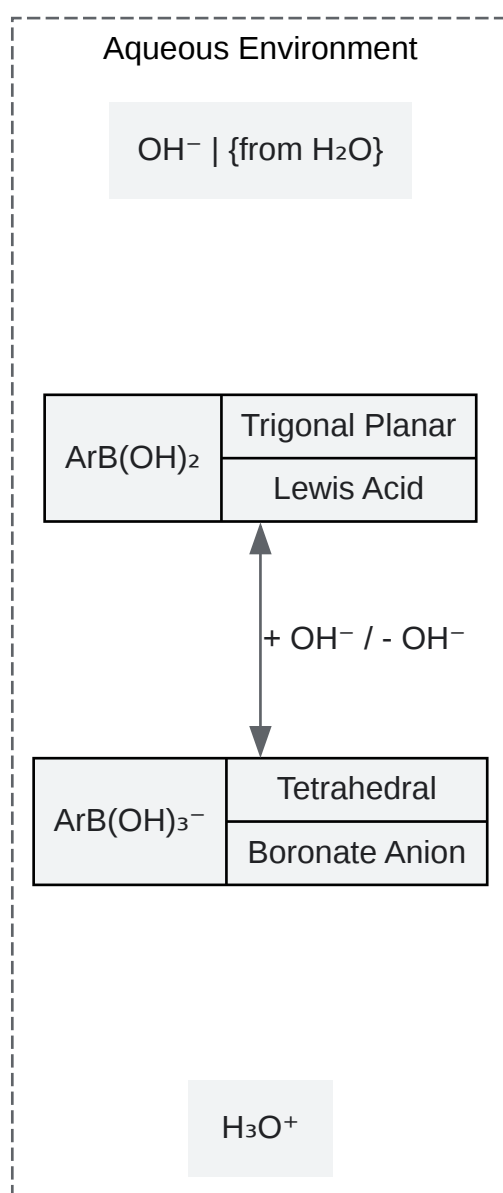 Aqueous Environment
OH⁻ | {from H₂O}
ArB(OH)₂
Trigonal Planar
Lewis Acid
+ OH⁻ / - OH⁻
ArB(OH)₃⁻
Tetrahedral
Boronate Anion
H₃O⁺